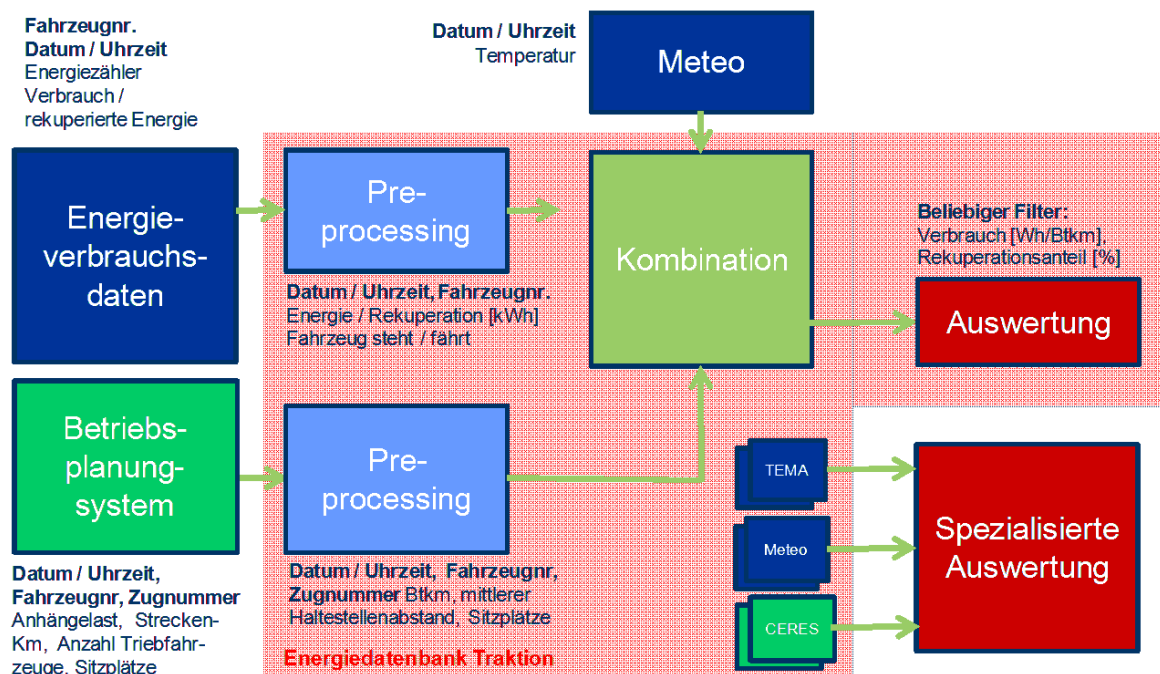 Fahrzeugnr.
Datum / Uhrzeit
Energiezähler
Verbrauch /
rekuperierte Energie
Datum / Uhrzeit
Temperatur
Meteo
Energie-
verbrauchs-
daten
Pre-
processing
Kombination
Beliebiger Filter:
Verbrauch [Wh/Btkm],
Rekuperationsanteil [%]
Auswertung
Datum / Uhrzeit, Fahrzeugnr.
Energie / Rekuperation [kWh]
Fahrzeug steht / fährt
Betriebs-
planung-
system
Pre-
processing
TEMA
Meteo
CERES
Spezialisierte
Auswertung
Datum / Uhrzeit,
Fahrzeugnr, Zugnummer
Anhängelast, Strecken-
Km, Anzahl Triebfahr-
zeuge, Sitzplätze
Datum / Uhrzeit, Fahrzeugnr,
Zugnummer Btkm, mittlerer
Haltestellenabstand, Sitzplätze
Energiedatenbank Traktion